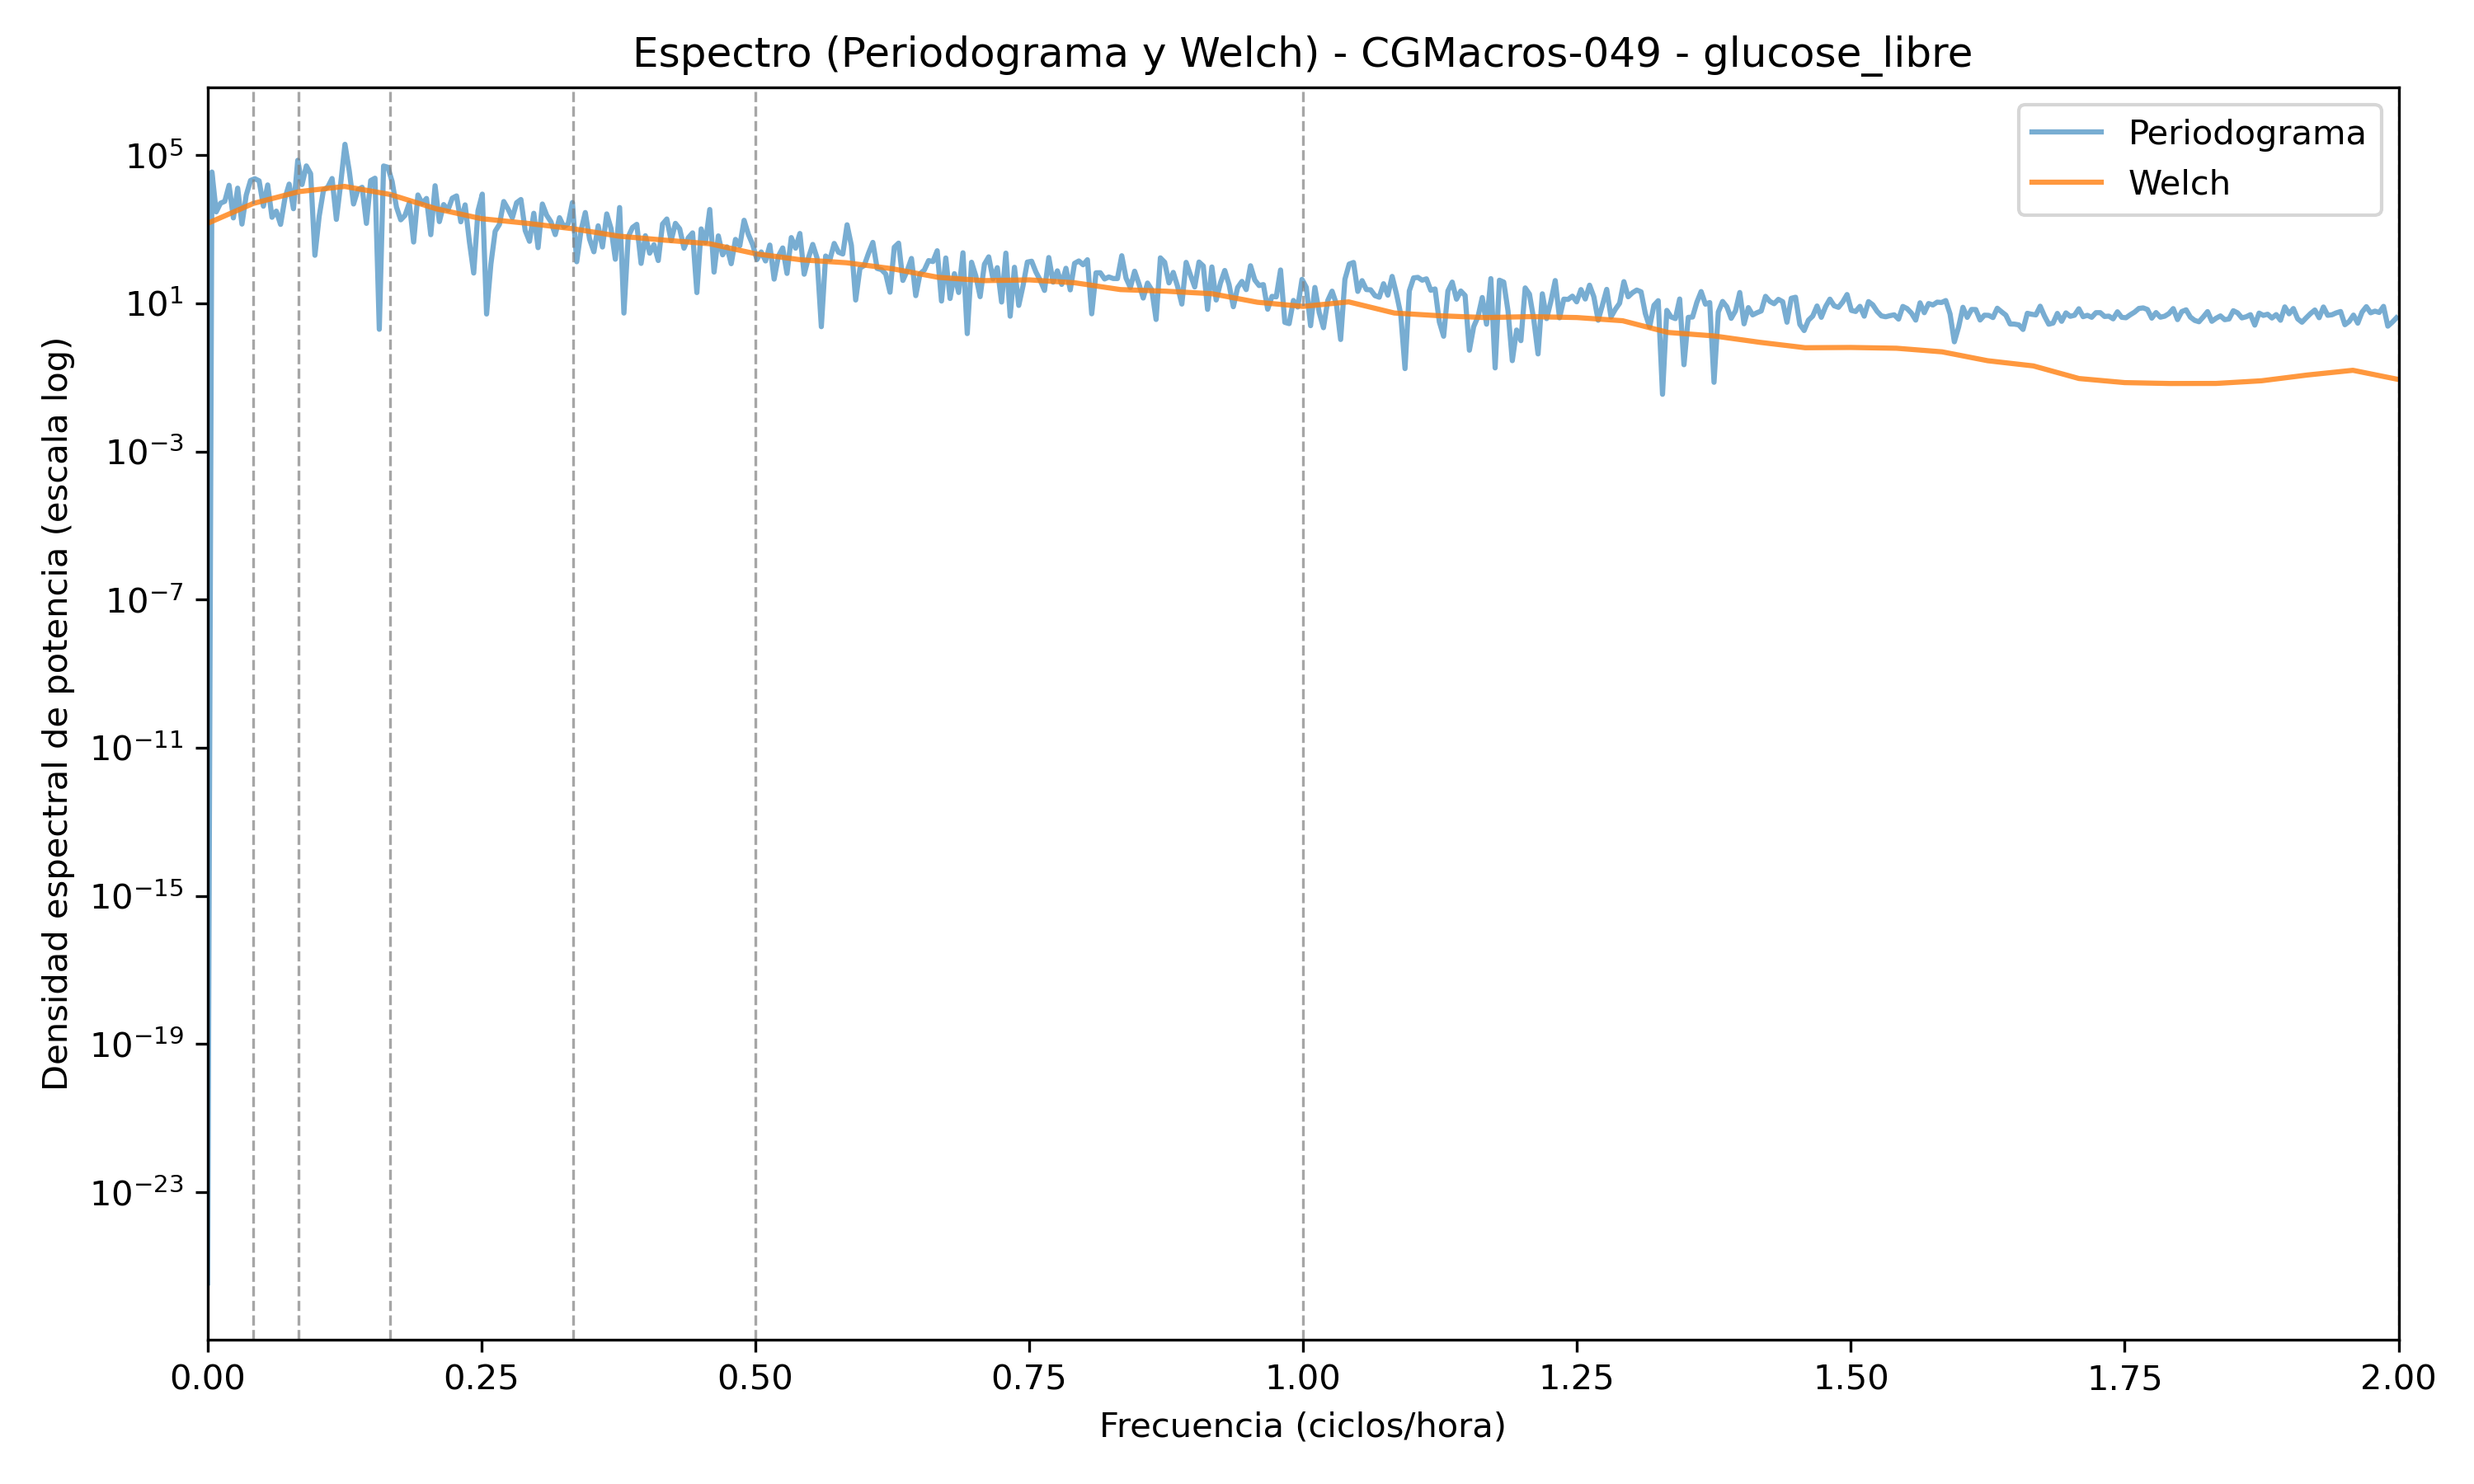 Espectro (Periodograma y Welch) - CGMacros-049 - glucose_libre
Periodograma
Welch
Densidad espectral de potencia (escala log)
10^5
10^1
10^−3
10^−7
10^−11
10^−15
10^−19
10^−23
0.00 0.25 0.50 0.75 1.00 1.25 1.50 1.75 2.00
Frecuencia (ciclos/hora)